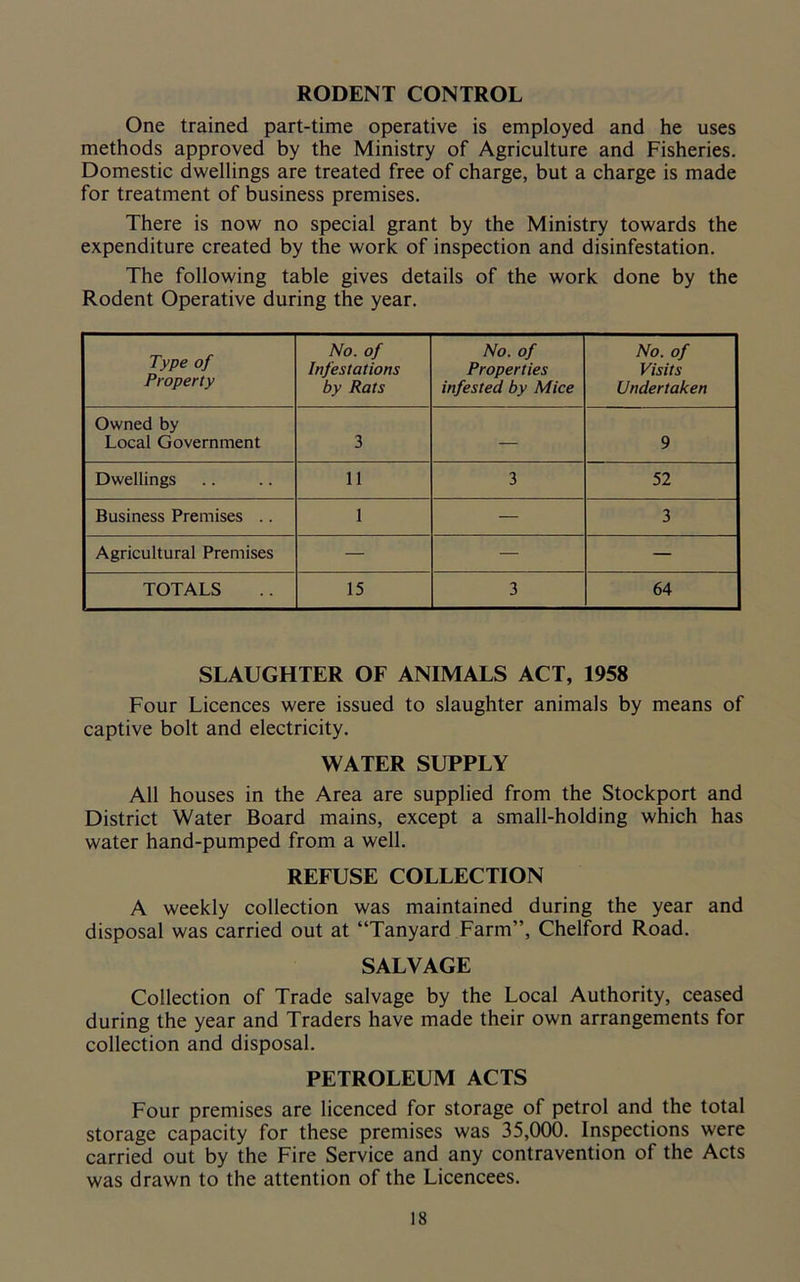 RODENT CONTROL
One trained part-time operative is employed and he uses
methods approved by the Ministry of Agriculture and Fisheries.
Domestic dwellings are treated free of charge, but a charge is made
for treatment of business premises.
There is now no special grant by the Ministry towards the
expenditure created by the work of inspection and disinfestation.
The following table gives details of the work done by the
Rodent Operative during the year.
Type of Property | No. of Infestations by Rats | No. of Properties infested by Mice | No. of Visits Undertaken
Owned by
Local Government 3 — 9
Dwellings .. .. 11 3 52
Business Premises .. 1 — 3
Agricultural Premises — — —
TOTALS .. 15 3 64
SLAUGHTER OF ANIMALS ACT, 1958
Four Licences were issued to slaughter animals by means of
captive bolt and electricity.
WATER SUPPLY
All houses in the Area are supplied from the Stockport and
District Water Board mains, except a small-holding which has
water hand-pumped from a well.
REFUSE COLLECTION
A weekly collection was maintained during the year and
disposal was carried out at “Tanyard Farm”, Chelford Road.
SALVAGE
Collection of Trade salvage by the Local Authority, ceased
during the year and Traders have made their own arrangements for
collection and disposal.
PETROLEUM ACTS
Four premises are licenced for storage of petrol and the total
storage capacity for these premises was 35,000. Inspections were
carried out by the Fire Service and any contravention of the Acts
was drawn to the attention of the Licencees.
18